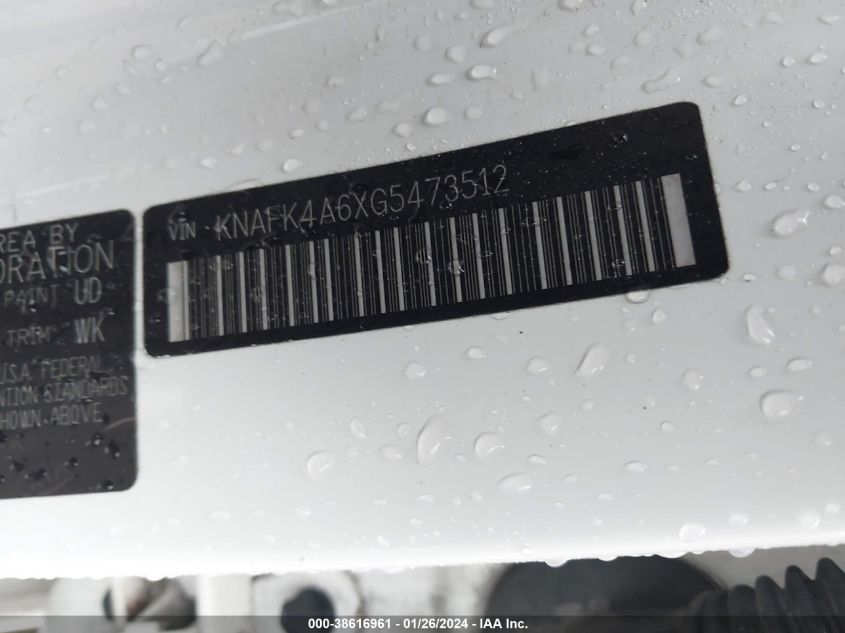 REA BY
ORATION
PAINT UD
TRIM WK
U.S.A FEDERAL
NTION STANDARDS
HOWN ABOVE
VIN KNAFK4A6XG5473512
000-38616961 - 01/26/2024 - IAA Inc.